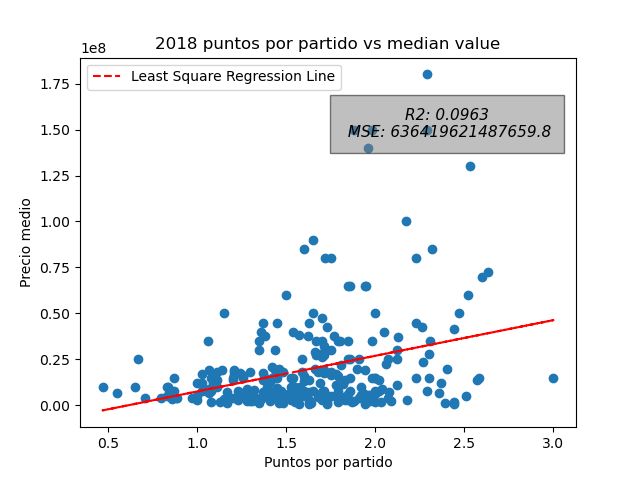 2018 puntos por partido vs median value
1e8
Least Square Regression Line
R2: 0.0963
MSE: 636419621487659.8
1.75
1.50
1.25
1.00
0.75
0.50
0.25
0.00
Precio medio
0.5 1.0 1.5 2.0 2.5 3.0
Puntos por partido